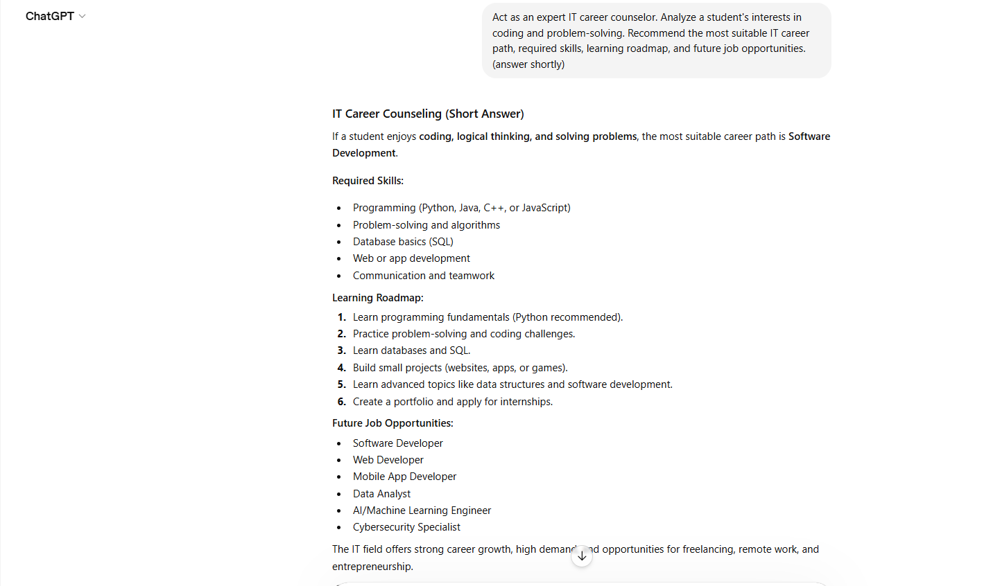 ChatGPT
Act as an expert IT career counselor. Analyze a student's interests in
coding and problem-solving. Recommend the most suitable IT career
path, required skills, learning roadmap, and future job opportunities.
(answer shortly)
IT Career Counseling (Short Answer)
If a student enjoys coding, logical thinking, and solving problems, the most suitable career path is Software
Development.
Required Skills:
• Programming (Python, Java, C++, or JavaScript)
• Problem-solving and algorithms
• Database basics (SQL)
• Web or app development
• Communication and teamwork
Learning Roadmap:
1. Learn programming fundamentals (Python recommended).
2. Practice problem-solving and coding challenges.
3. Learn databases and SQL.
4. Build small projects (websites, apps, or games).
5. Learn advanced topics like data structures and software development.
6. Create a portfolio and apply for internships.
Future Job Opportunities:
• Software Developer
• Web Developer
• Mobile App Developer
• Data Analyst
• AI/Machine Learning Engineer
• Cybersecurity Specialist
The IT field offers strong career growth, high demand, and opportunities for freelancing, remote work, and
entrepreneurship.